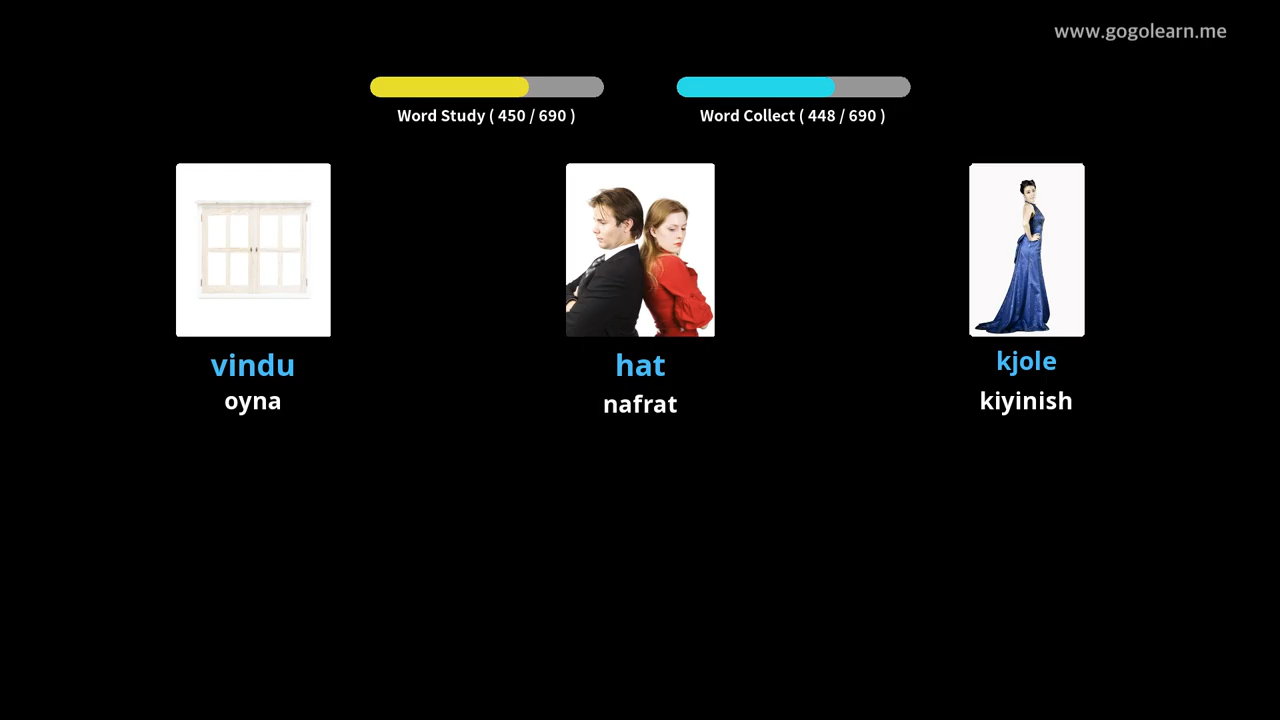 www.gogolearn.me
Word Study ( 450 / 690 )
Word Collect ( 448 / 690 )
vindu
oyna
hat
nafrat
kjole
kiyinish